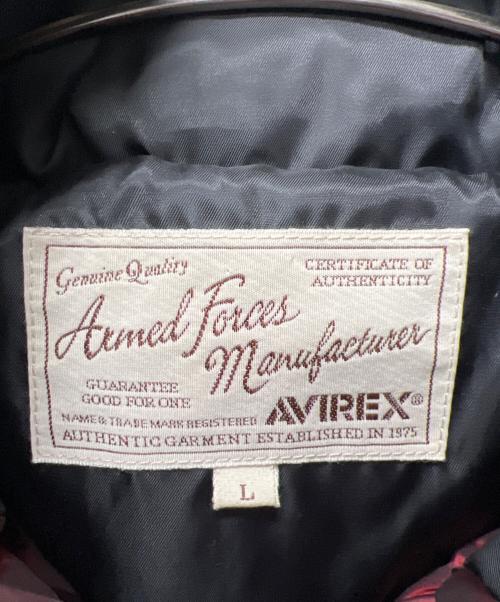 Genuine Quality
CERTIFICATE OF
AUTHENTICITY
Armed Forces
Manufacturer
GUARANTEE
GOOD FOR ONE
AVIREX®
NAME & TRADE MARK REGISTERED
AUTHENTIC GARMENT ESTABLISHED IN 1975
L